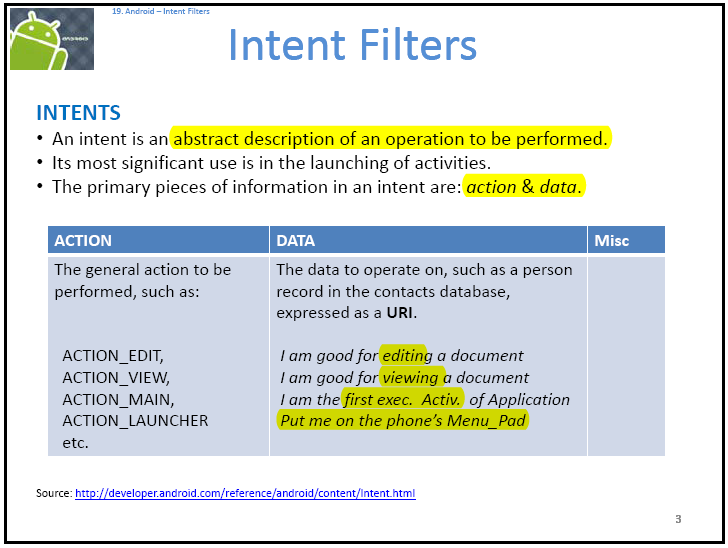 19. Android – Intent Filters
Intent Filters
INTENTS
• An intent is an abstract description of an operation to be performed.
• Its most significant use is in the launching of activities.
• The primary pieces of information in an intent are: action & data.
ACTION DATA Misc
The general action to be The data to operate on, such as a person
performed, such as: record in the contacts database,
expressed as a URI.
ACTION_EDIT, I am good for editing a document
ACTION_VIEW, I am good for viewing a document
ACTION_MAIN, I am the first exec. Activ. of Application
ACTION_LAUNCHER Put me on the phone’s Menu_Pad
etc.
Source: http://developer.android.com/reference/android/content/Intent.html
3